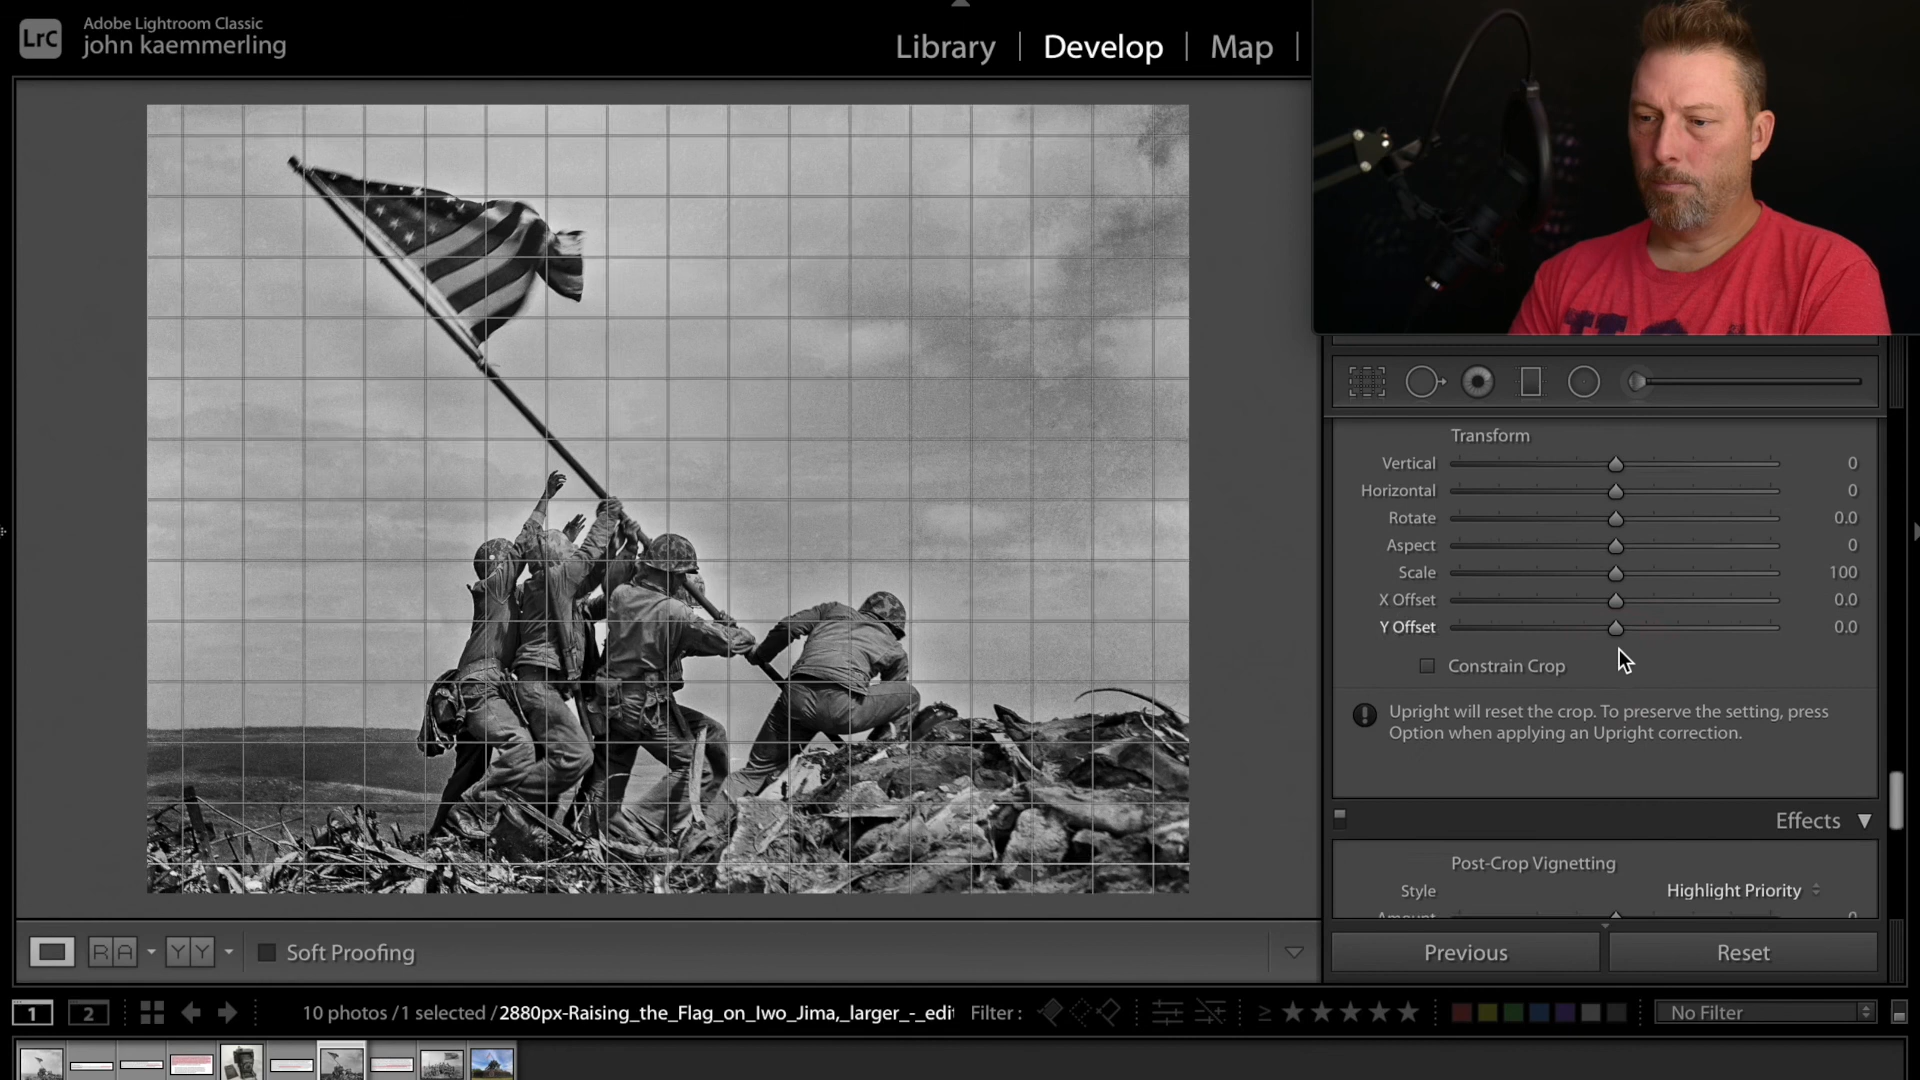 LrC
Adobe Lightroom Classic
john kaemmerling
Library | Develop | Map |
Transform
Vertical 0
Horizontal 0
Rotate 0.0
Aspect 0
Scale 100
X Offset 0.0
Y Offset 0.0
Constrain Crop
Upright will reset the crop. To preserve the setting, press
Option when applying an Upright correction.
Effects
Post-Crop Vignetting
Style Highlight Priority
Amount 0
Previous Reset
R A Y Y Soft Proofing
1 2 10 photos / 1 selected / 2880px-Raising_the_Flag_on_Iwo_Jima,_larger_-_edit Filter : ≥ ★★★★★ No Filter